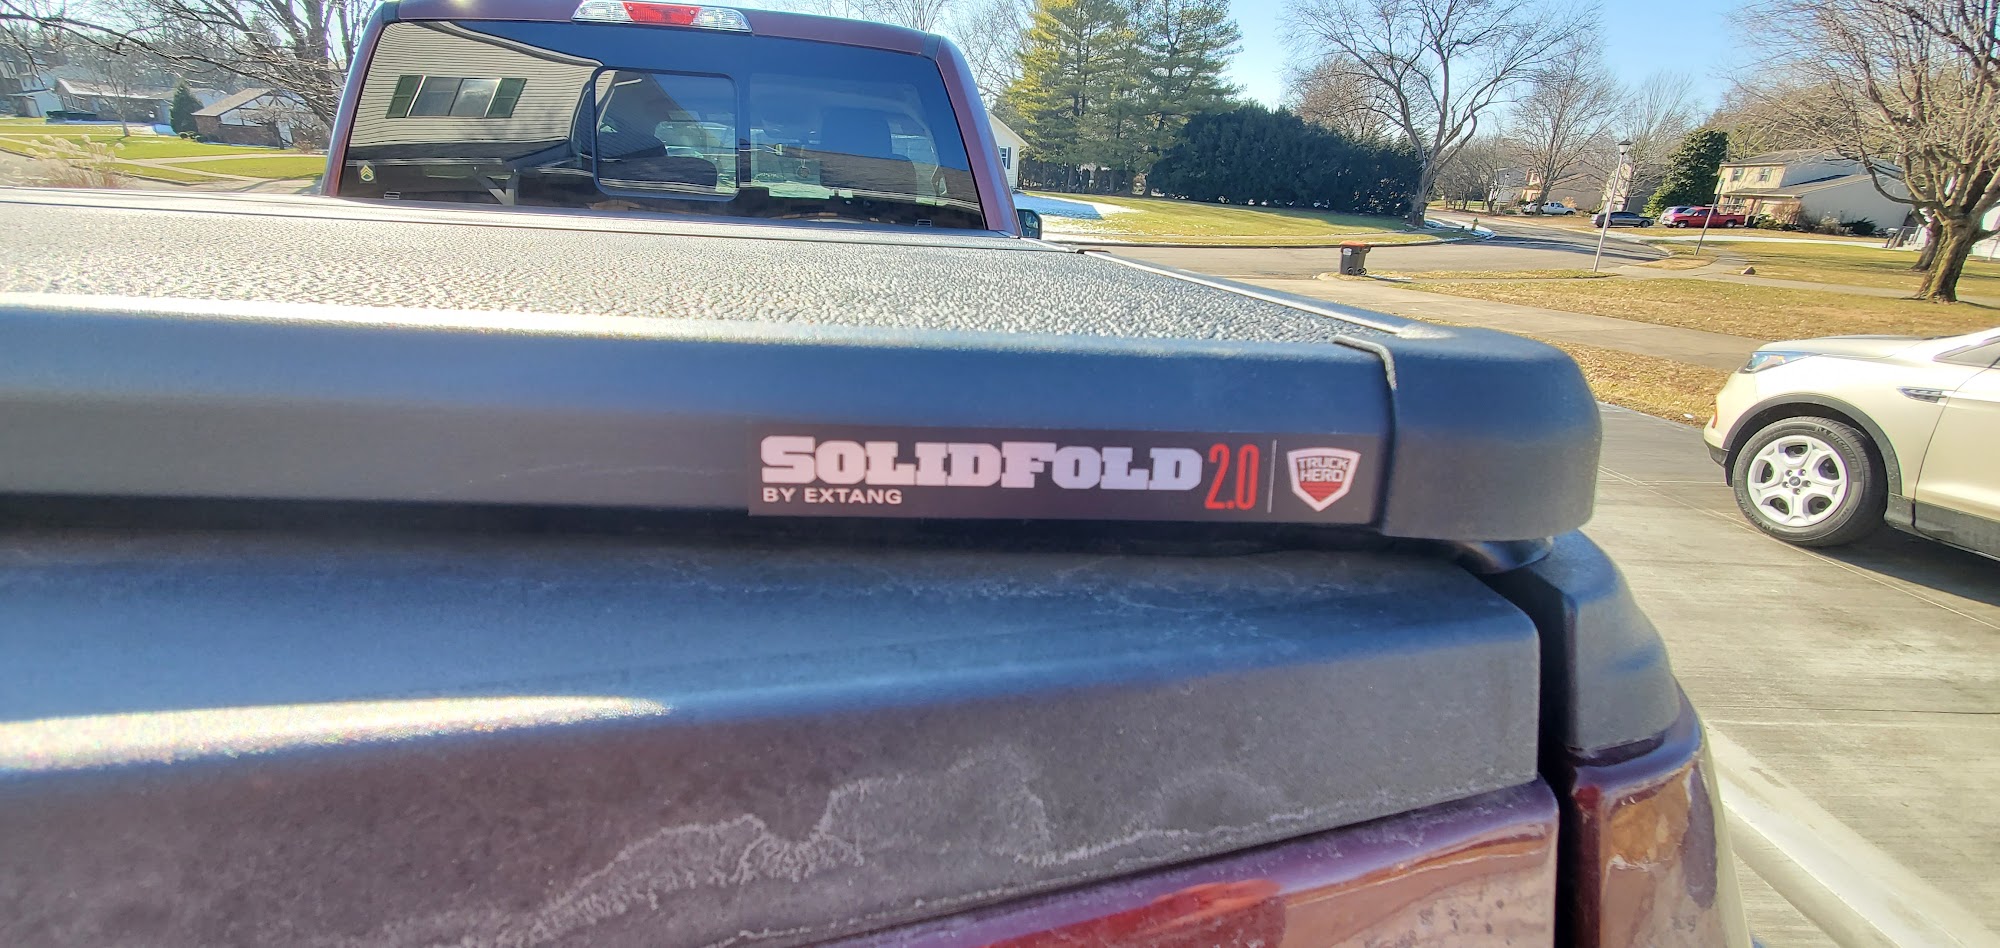 SOLIDFOLD 2.0
BY EXTANG
TRUCK
HERO